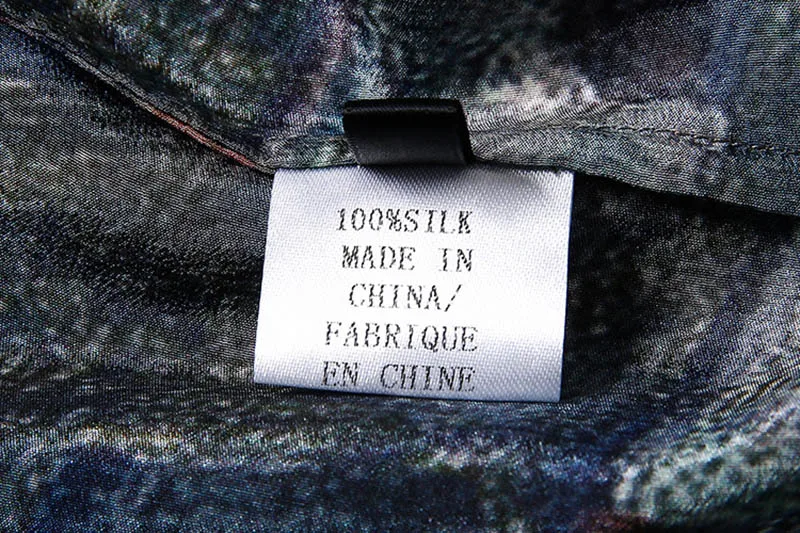 100%SILK
MADE IN
CHINA/
FABRIQUE
EN CHINE